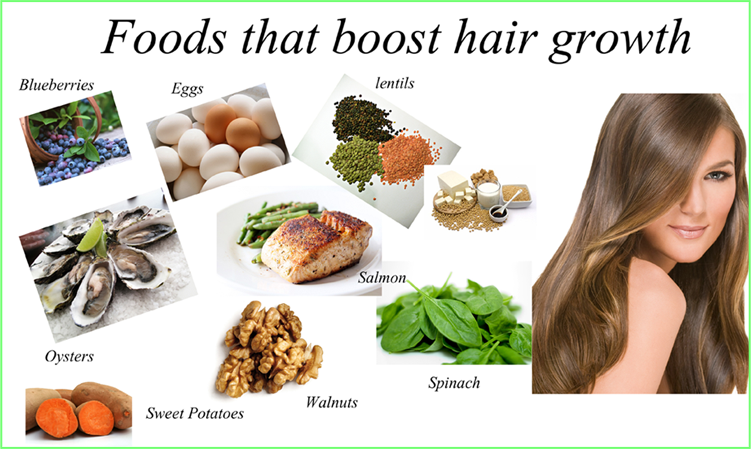 Foods that boost hair growth
Blueberries
Eggs
lentils
Salmon
Oysters
Spinach
Walnuts
Sweet Potatoes